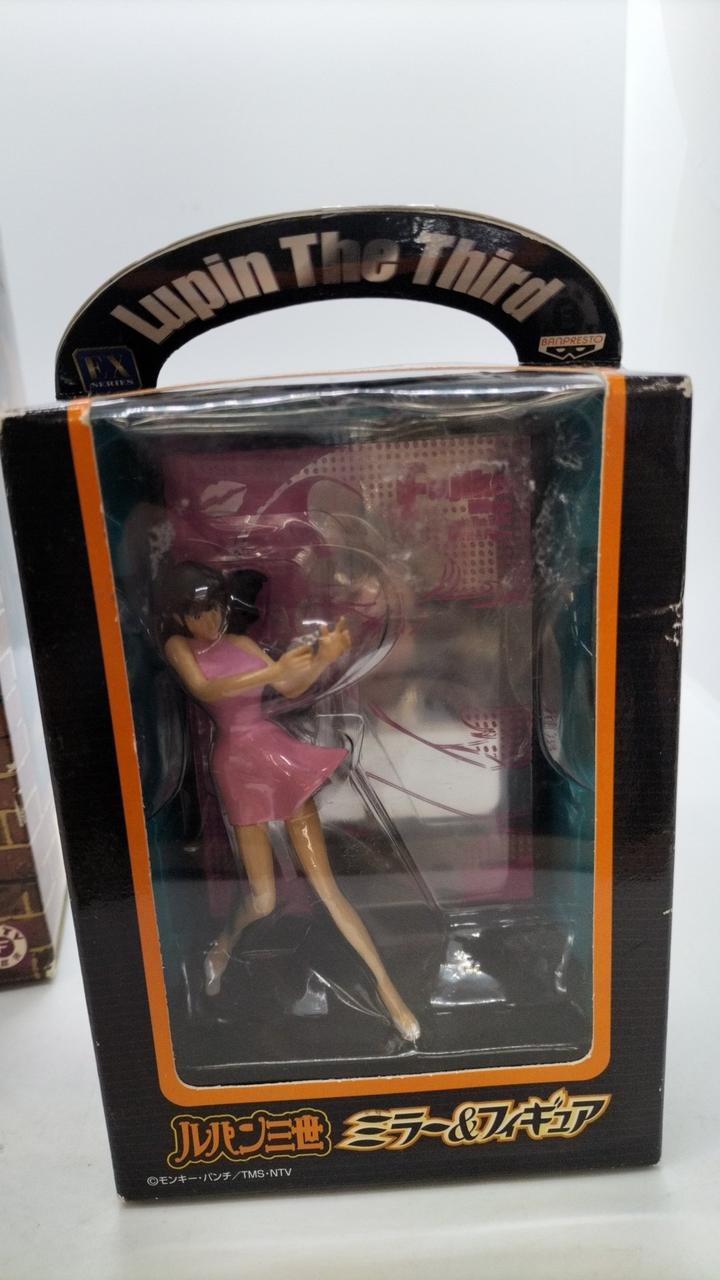 Lupin The Third
EX
SERIES
BANPRESTO
ルパン三世 ミラー&フィギュア
©モンキー・パンチ/TMS・NTV